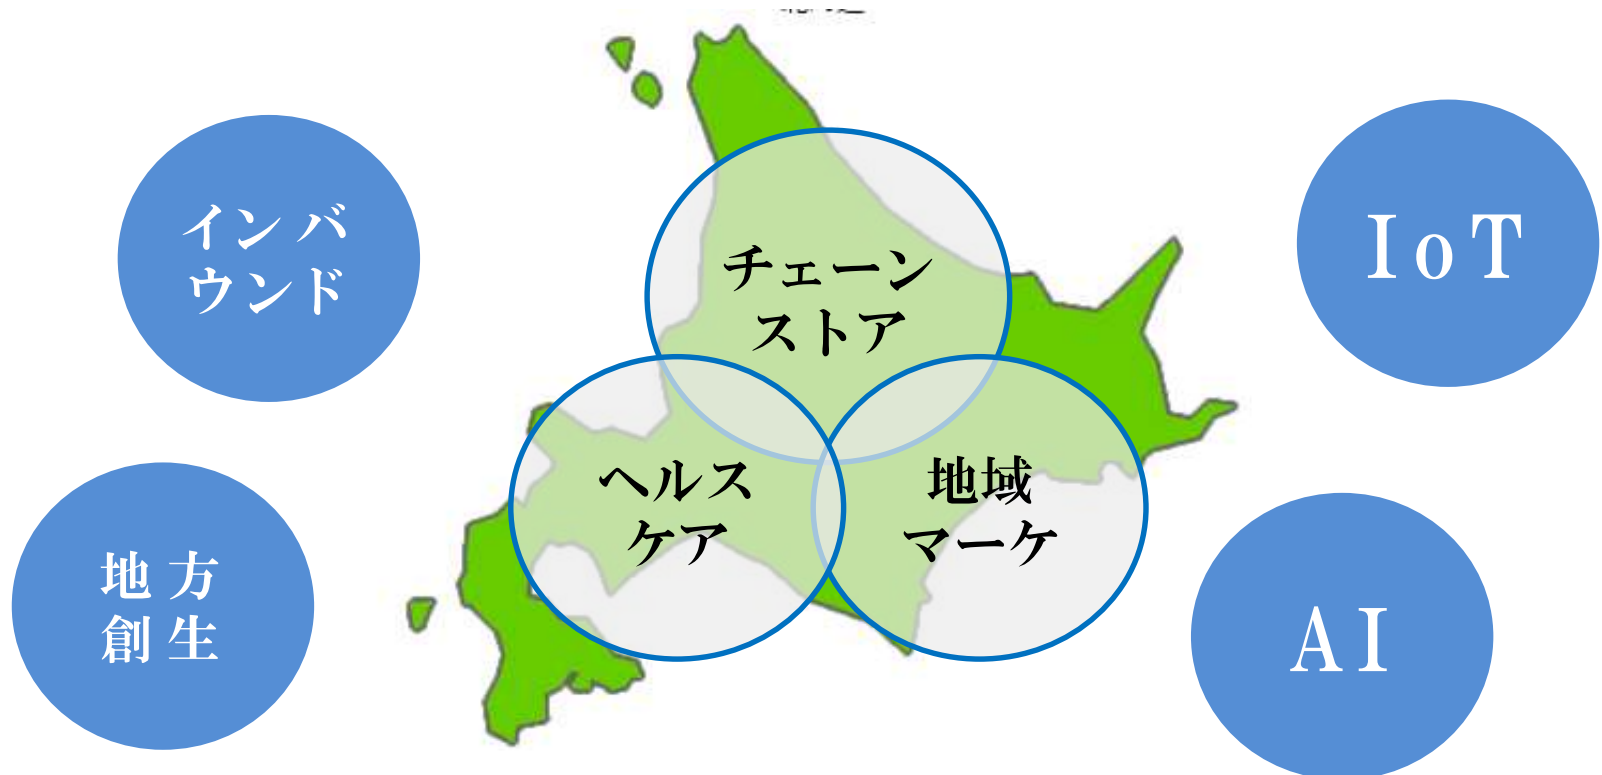 インバ
ウンド
チェーン
ストア
IoT
ヘルス
ケア
地域
マーケ
地方
創生
AI